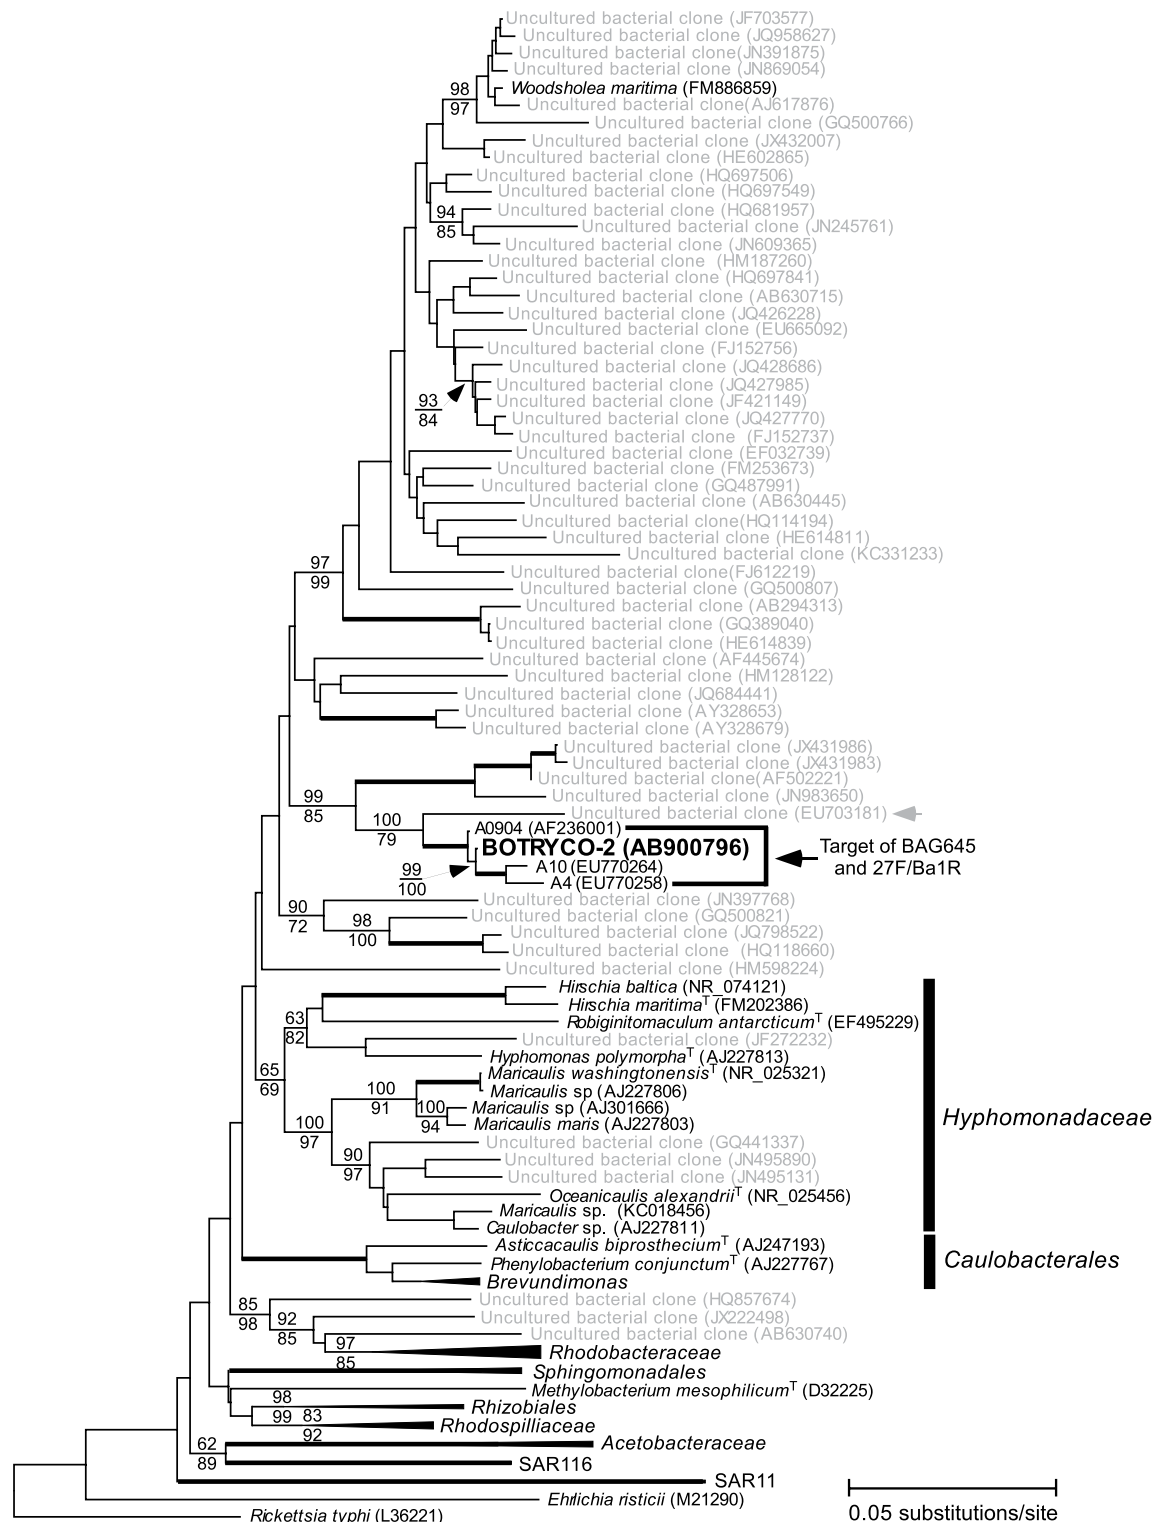 Uncultured bacterial clone (JF703577)
Uncultured bacterial clone (JQ958627)
Uncultured bacterial clone(JN391875)
Uncultured bacterial clone (JN869054)
98
Woodsholea maritima (FM886859)
97
Uncultured bacterial clone(AJ617876)
Uncultured bacterial clone (GQ500766)
Uncultured bacterial clone (JX432007)
Uncultured bacterial clone (HE602865)
Uncultured bacterial clone (HQ697506)
Uncultured bacterial clone (HQ697549)
94
Uncultured bacterial clone (HQ681957)
85
Uncultured bacterial clone (JN245761)
Uncultured bacterial clone (JN609365)
Uncultured bacterial clone (HM187260)
Uncultured bacterial clone (HQ697841)
Uncultured bacterial clone (AB630715)
Uncultured bacterial clone (JQ426228)
Uncultured bacterial clone (EU665092)
Uncultured bacterial clone (FJ152756)
Uncultured bacterial clone (JQ428686)
Uncultured bacterial clone (JQ427985)
93
Uncultured bacterial clone (JF421149)
84
Uncultured bacterial clone (JQ427770)
Uncultured bacterial clone (FJ152737)
Uncultured bacterial clone (EF032739)
Uncultured bacterial clone (FM253673)
Uncultured bacterial clone (GQ487991)
Uncultured bacterial clone (AB630445)
Uncultured bacterial clone(HQ114194)
Uncultured bacterial clone (HE614811)
Uncultured bacterial clone (KC331233)
97
Uncultured bacterial clone(FJ612219)
99
Uncultured bacterial clone (GQ500807)
Uncultured bacterial clone (AB294313)
Uncultured bacterial clone (GQ389040)
Uncultured bacterial clone (HE614839)
Uncultured bacterial clone (AF445674)
Uncultured bacterial clone (HM128122)
Uncultured bacterial clone (JQ684441)
Uncultured bacterial clone (AY328653)
Uncultured bacterial clone (AY328679)
Uncultured bacterial clone (JX431986)
Uncultured bacterial clone (JX431983)
Uncultured bacterial clone(AF502221)
99
Uncultured bacterial clone (JN983650)
85
Uncultured bacterial clone (EU703181)
100
A0904 (AF236001)
79
BOTRYCO-2 (AB900796)
Target of BAG645
and 27F/Ba1R
99
A10 (EU770264)
100
A4 (EU770258)
Uncultured bacterial clone (JN397768)
90
72
98
Uncultured bacterial clone (GQ500821)
100
Uncultured bacterial clone (JQ798522)
Uncultured bacterial clone (HQ118660)
Uncultured bacterial clone (HM598224)
Hirschia baltica (NR_074121)
Hirschia maritimaT (FM202386)
63
Robiginitomaculum antarcticumT (EF495229)
82
Uncultured bacterial clone (JF272232)
Hyphomonas polymorphaT (AJ227813)
65
Maricaulis washingtonensisT (NR_025321)
69
100
Maricaulis sp (AJ227806)
91
100
Maricaulis sp (AJ301666)
94
Maricaulis maris (AJ227803)
Hyphomonadaceae
100
97
Uncultured bacterial clone (GQ441337)
90
Uncultured bacterial clone (JN495890)
97
Uncultured bacterial clone (JN495131)
Oceanicaulis alexandriiT (NR_025456)
Maricaulis sp. (KC018456)
Caulobacter sp. (AJ227811)
Asticcacaulis biprostheciumT (AJ247193)
Caulobacterales
Phenylobacterium conjunctumT (AJ227767)
Brevundimonas
85
Uncultured bacterial clone (HQ857674)
98
92
Uncultured bacterial clone (JX222498)
85
Uncultured bacterial clone (AB630740)
97
Rhodobacteraceae
85
Sphingomonadales
Methylobacterium mesophilicumT (D32225)
98
Rhizobiales
99
83
Rhodospilliaceae
92
62
Acetobacteraceae
89
SAR116
SAR11
Ehrlichia risticii (M21290)
0.05 substitutions/site
Rickettsia typhi (L36221)